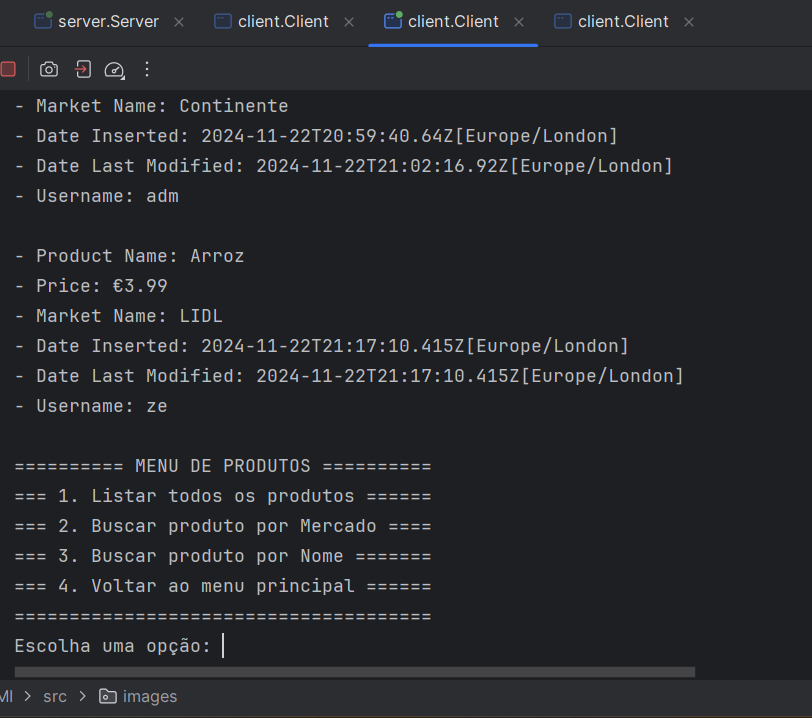 server.Server × client.Client × client.Client × client.Client ×
- Market Name: Continente
- Date Inserted: 2024-11-22T20:59:40.64Z[Europe/London]
- Date Last Modified: 2024-11-22T21:02:16.92Z[Europe/London]
- Username: adm
- Product Name: Arroz
- Price: €3.99
- Market Name: LIDL
- Date Inserted: 2024-11-22T21:17:10.415Z[Europe/London]
- Date Last Modified: 2024-11-22T21:17:10.415Z[Europe/London]
- Username: ze
========== MENU DE PRODUTOS ==========
=== 1. Listar todos os produtos ======
=== 2. Buscar produto por Mercado ====
=== 3. Buscar produto por Nome =======
=== 4. Voltar ao menu principal ======
======================================
Escolha uma opção:
MI > src > images